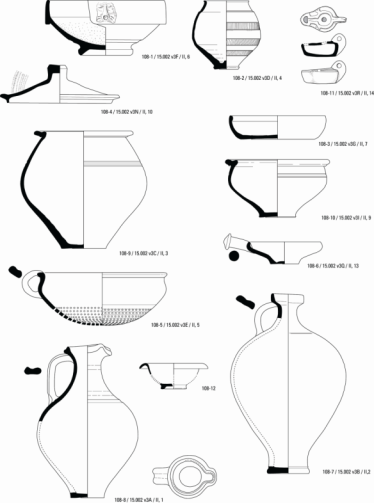 108-1 / 15.002 v3F / II, 6
108-2 / 15.002 v3D / II, 4
108-11 / 15.002 v3R / II, 14
108-4 / 15.002 v3N / II, 10
108-3 / 15.002 v3G / II, 7
108-9 / 15.002 v3C / II, 3
108-10 / 15.002 v3I / II, 9
108-6 / 15.002 v3Q / II, 13
108-5 / 15.002 v3E / II, 5
108-12
108-7 / 15.002 v3B / II,2
108-8 / 15.002 v3A / II, 1